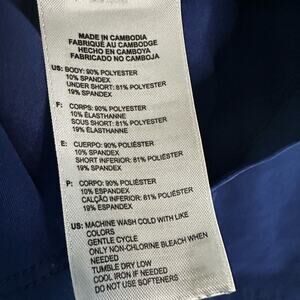 MADE IN CAMBODIA
FABRIQUÉ AU CAMBODGE
HECHO EN CAMBOYA
FABRICADO NO CAMBOJA
US: BODY: 90% POLYESTER
10% SPANDEX
UNDER SHORT: 81% POLYESTER
19% SPANDEX
F: CORPS: 90% POLYESTER
10% ÉLASTHANNE
SOUS SHORT: 81% POLYESTER
19% ÉLASTHANNE
E: CUERPO: 90% POLIÉSTER
10% SPANDEX
SHORT INFERIOR: 81% POLIÉSTER
19% SPANDEX
P: CORPO: 90% POLIÉSTER
10% ESPANDEX
CALÇÃO INFERIOR: 81% POLIÉSTER
19% ESPANDEX
US: MACHINE WASH COLD WITH LIKE
COLORS
GENTLE CYCLE
ONLY NON-CHLORINE BLEACH WHEN
NEEDED
TUMBLE DRY LOW
COOL IRON IF NEEDED
DO NOT USE SOFTENERS